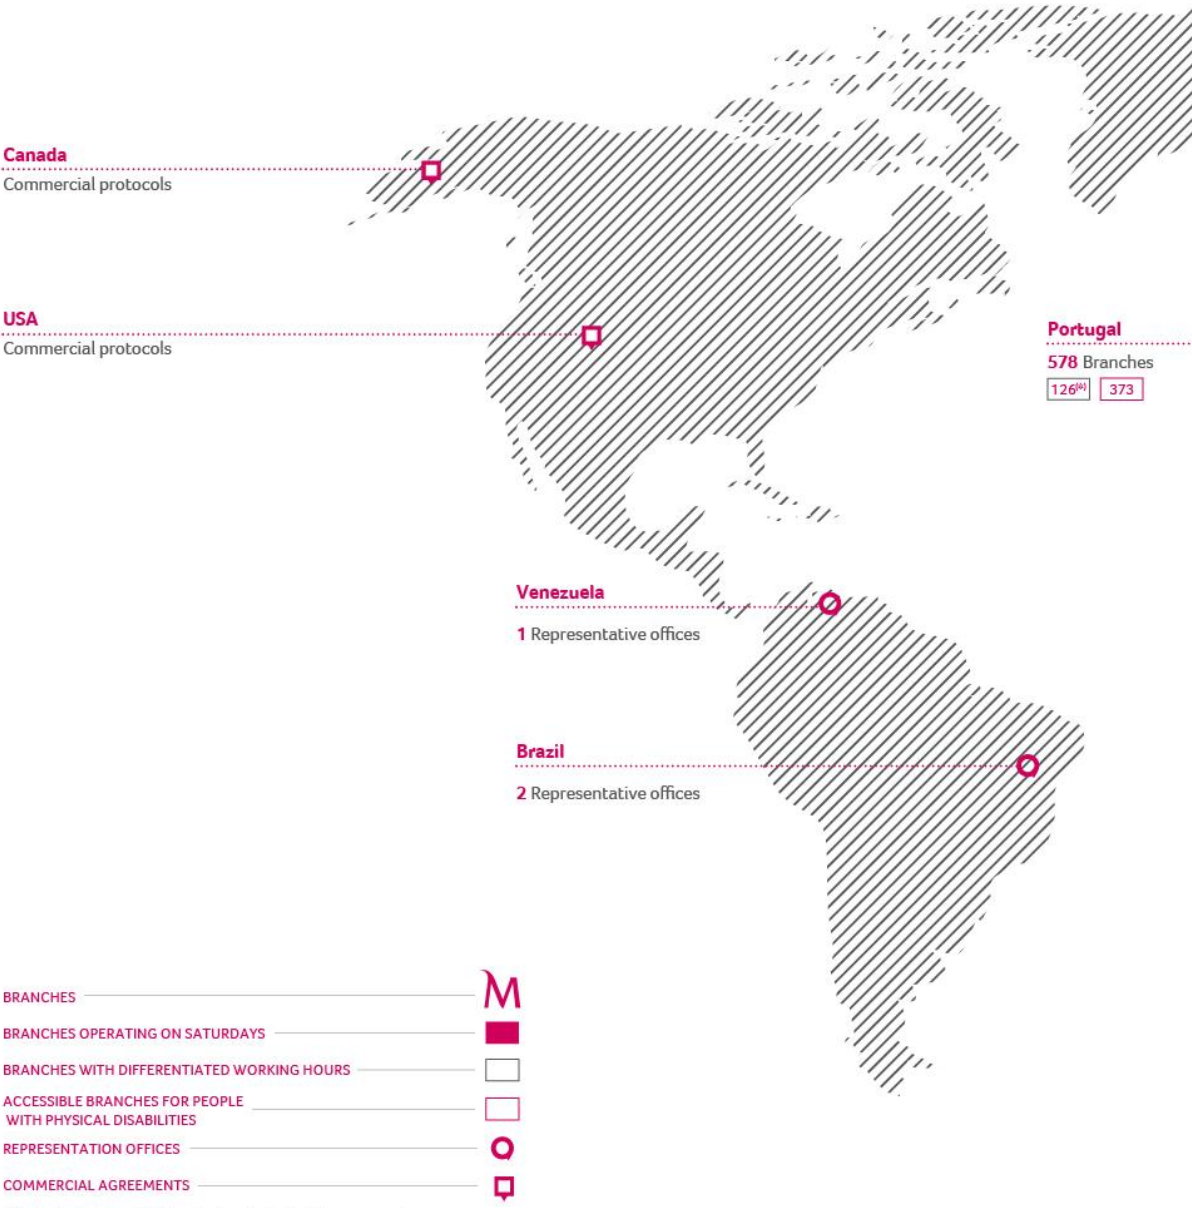 Canada
Commercial protocols
USA
Commercial protocols
Portugal
578 Branches
126(4) 373
Venezuela
1 Representative offices
Brazil
2 Representative offices
BRANCHES M
BRANCHES OPERATING ON SATURDAYS
BRANCHES WITH DIFFERENTIATED WORKING HOURS
ACCESSIBLE BRANCHES FOR PEOPLE
WITH PHYSICAL DISABILITIES
REPRESENTATION OFFICES
COMMERCIAL AGREEMENTS